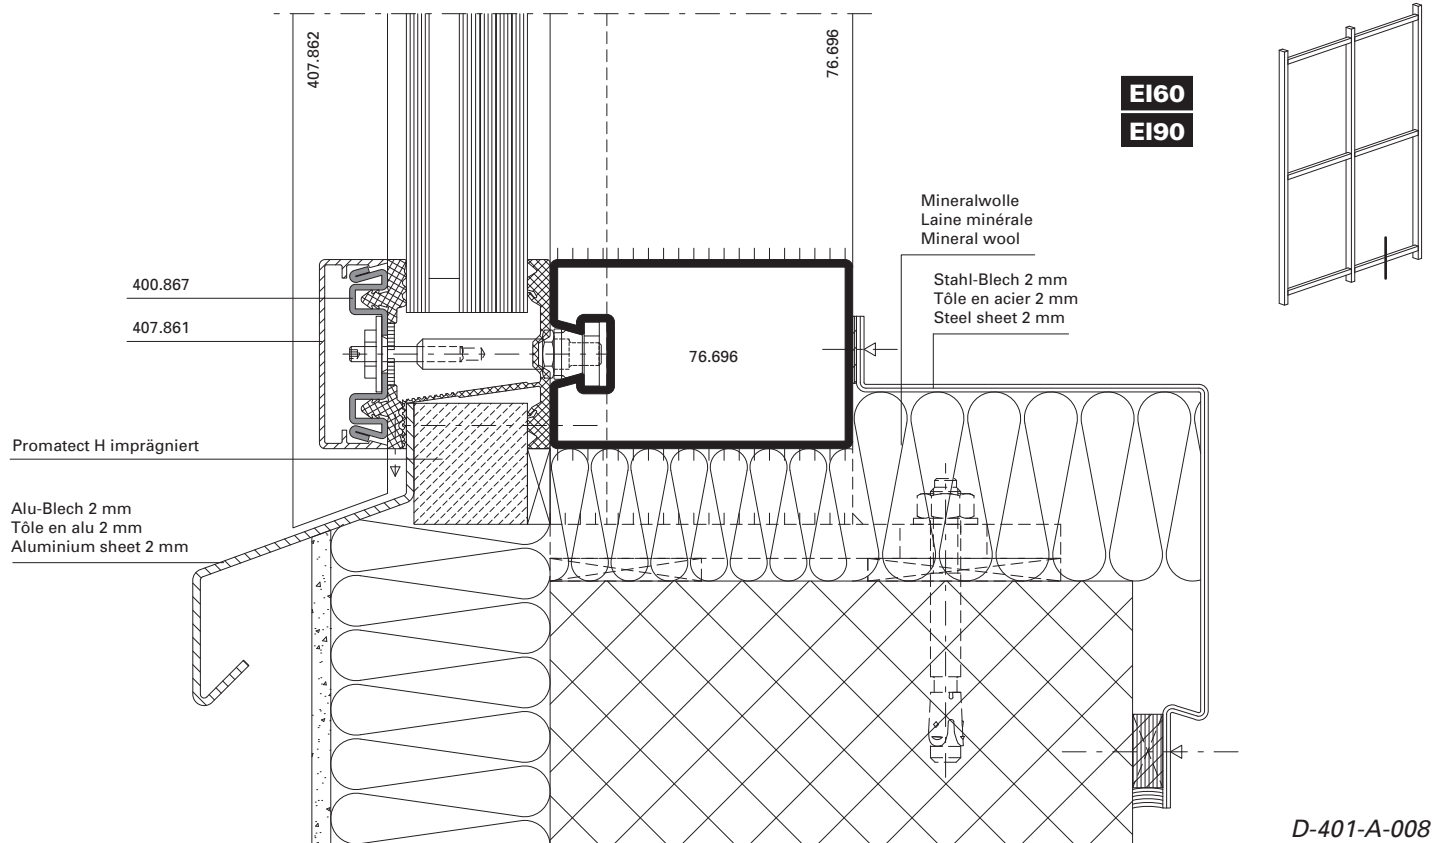 407.862
76.696
EI60
EI90
Mineralwolle
Laine minérale
Mineral wool
Stahl-Blech 2 mm
Tôle en acier 2 mm
Steel sheet 2 mm
400.867
407.861
76.696
Promatect H imprägniert
Alu-Blech 2 mm
Tôle en alu 2 mm
Aluminium sheet 2 mm
D-401-A-008